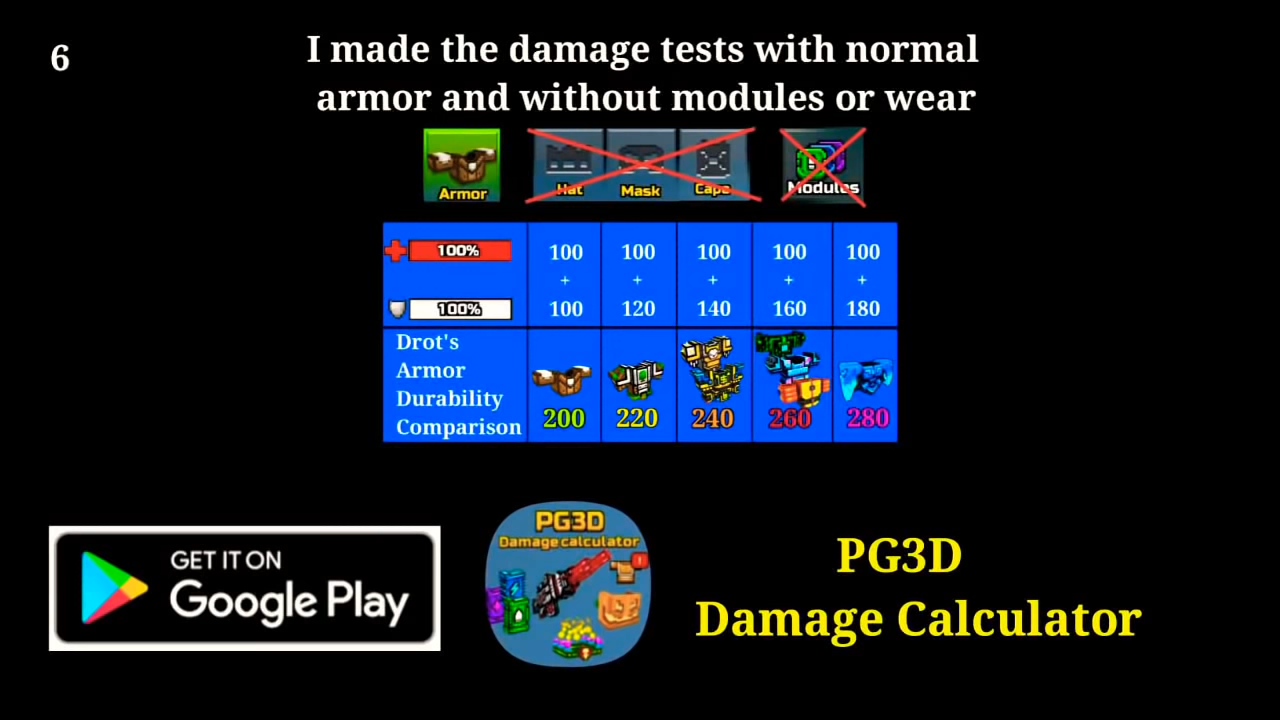 6
I made the damage tests with normal
armor and without modules or wear
Armor
Hat
Mask
Cape
Modules
100%
100 100 100 100 100
+ + + + +
100%
100 120 140 160 180
Drot's
Armor
Durability
Comparison
200 220 240 260 280
GET IT ON
Google Play
PG3D
Damage calculator
PG3D
Damage Calculator